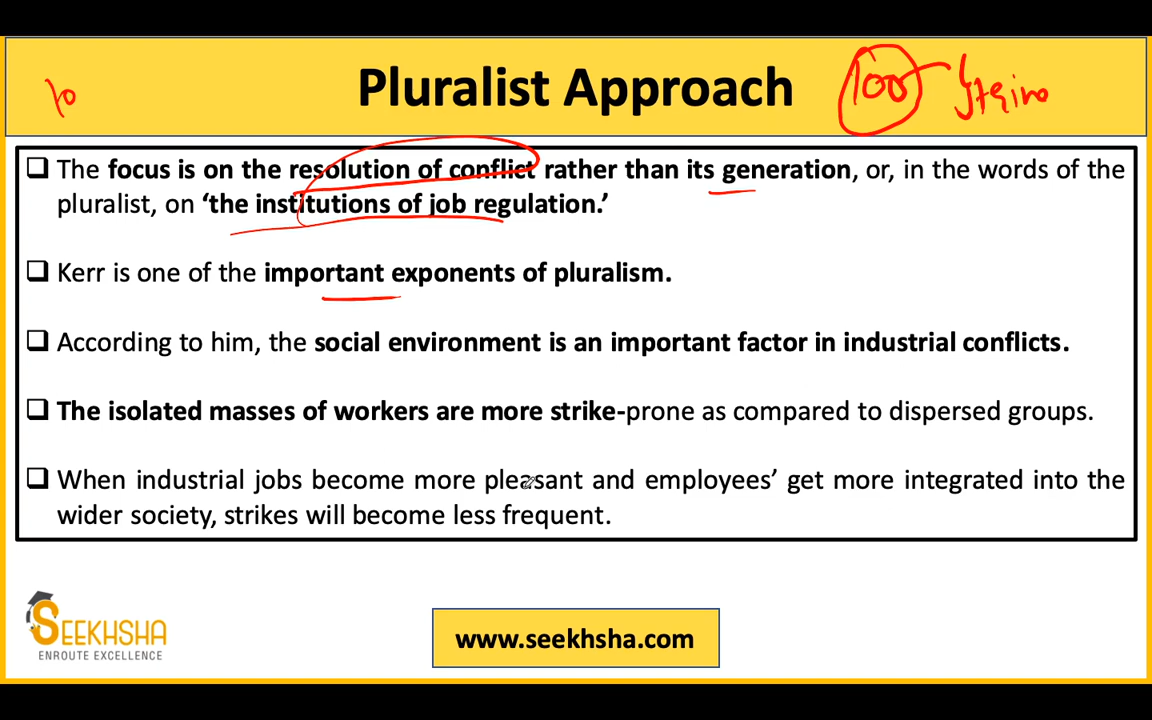 Pluralist Approach
10
100
❑ The focus is on the resolution of conflict rather than its generation, or, in the words of the
pluralist, on ‘the institutions of job regulation.’
❑ Kerr is one of the important exponents of pluralism.
❑ According to him, the social environment is an important factor in industrial conflicts.
❑ The isolated masses of workers are more strike-prone as compared to dispersed groups.
❑ When industrial jobs become more pleasant and employees’ get more integrated into the
wider society, strikes will become less frequent.
SEEKHSHA
ENROUTE EXCELLENCE
www.seekhsha.com